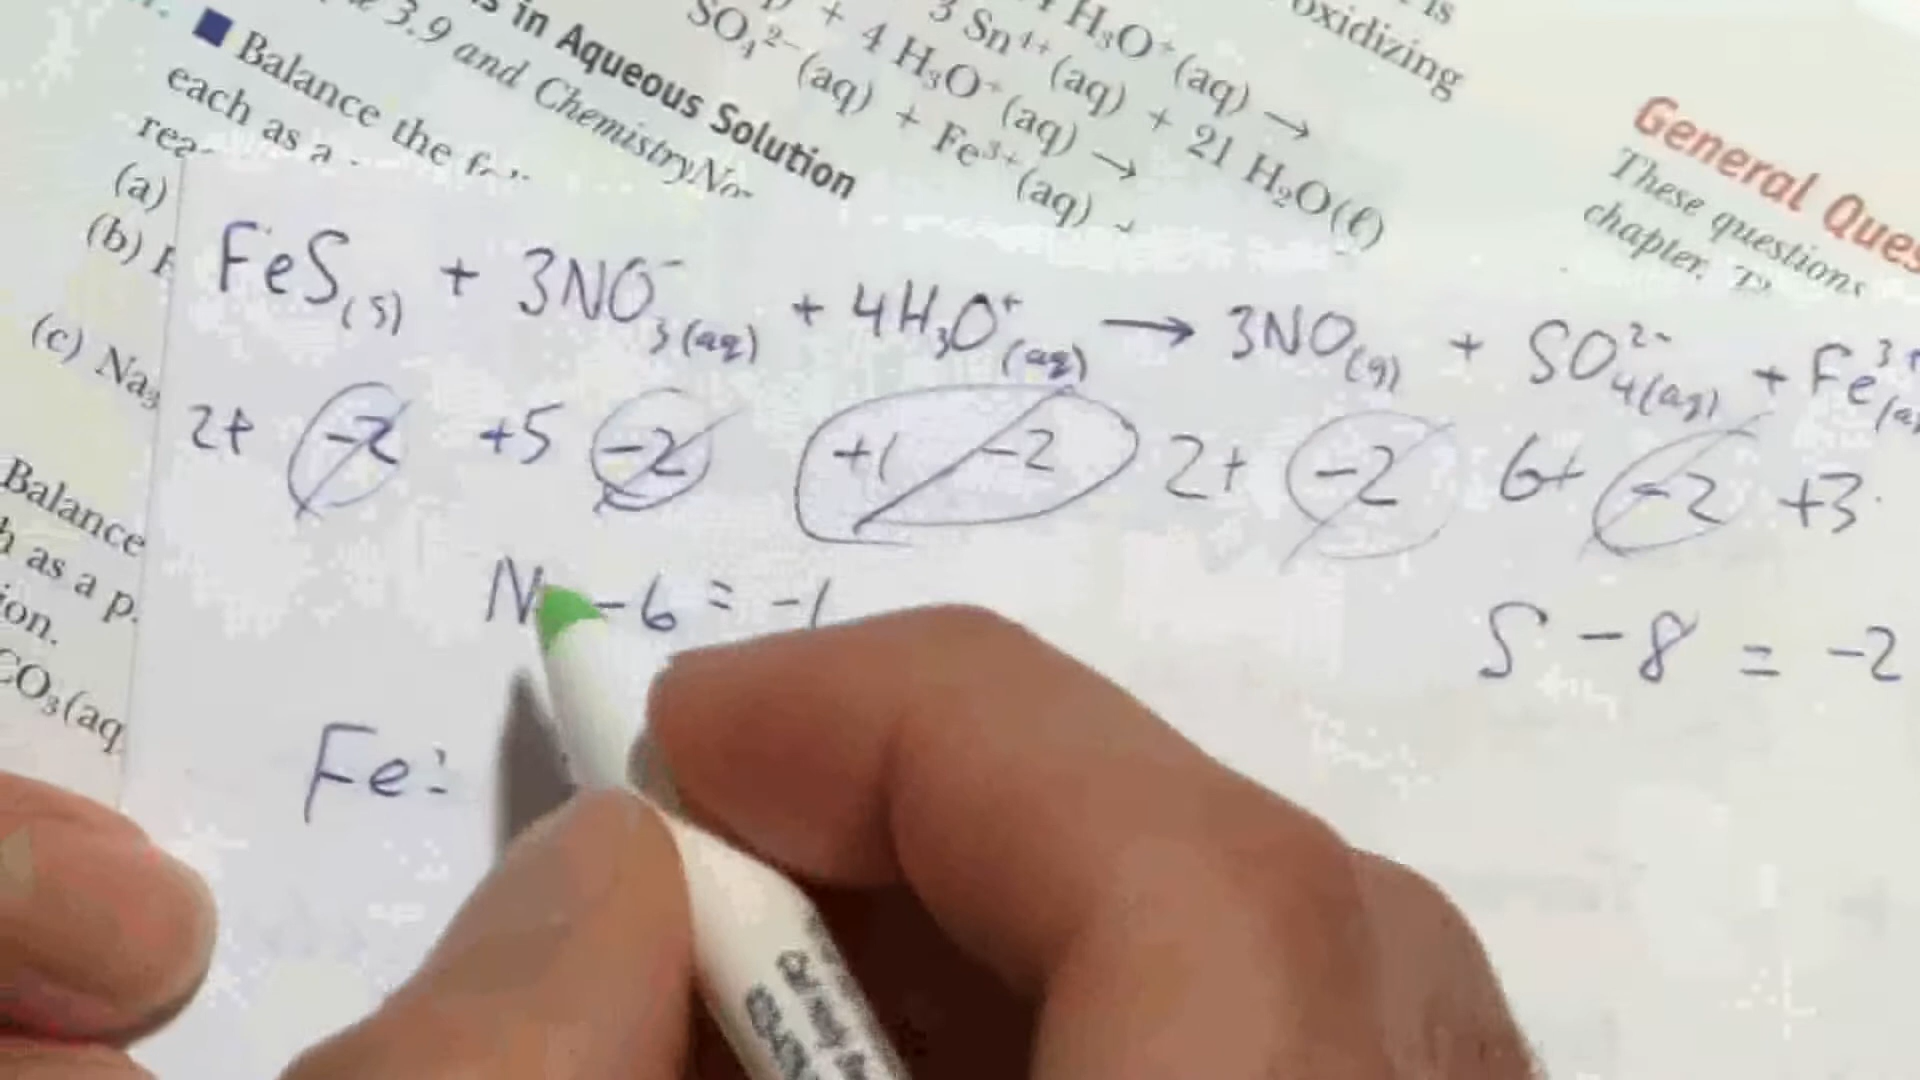 3.9 and ChemistryNo
in Aqueous Solution
■ Balance the
each as a
(a)
(b)
(c) Na₃
Balance
as a p
ion.
CO₃(aq
H₃O⁺(aq) →
3 Sn⁴⁺(aq) + 21 H₂O(ℓ)
+ 4 H₃O⁺(aq) →
SO₄²⁻(aq) + Fe³⁺(aq) +
is
oxidizing
General Ques
These questions
chapter.
FeS(s) + 3NO₃⁻(aq) + 4H₃O⁺(aq) → 3NO(g) + SO₄²⁻(aq) + Fe³⁺(a
2+ -2 +5 -2 +1 -2 2+ -2 6+ -2 +3
N - 6 = -1
S - 8 = -2
Fe: